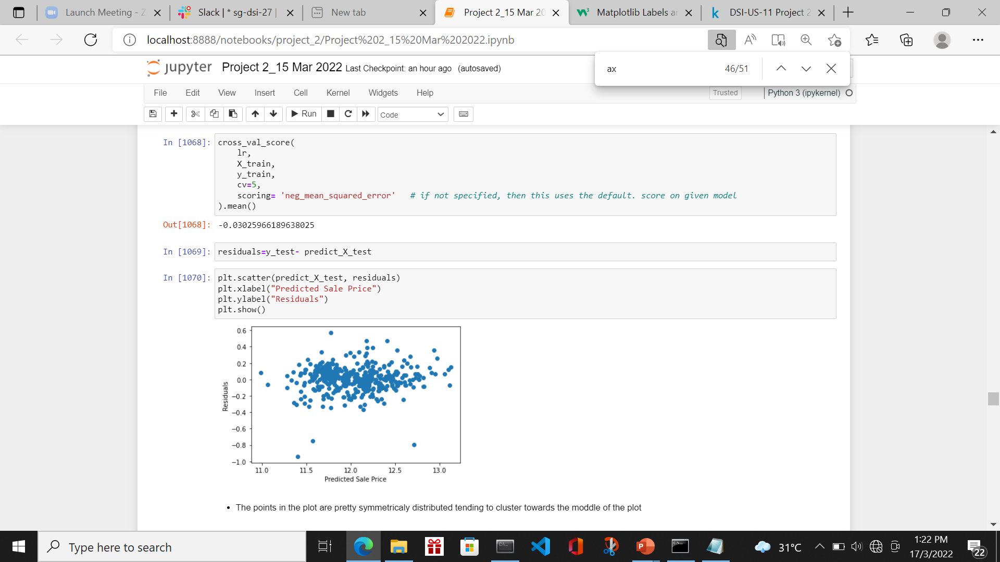 Launch Meeting - Z
Slack | * sg-dsi-27 |
New tab
Project 2_15 Mar 20
Matplotlib Labels a
DSI-US-11 Project 2
localhost:8888/notebooks/project_2/Project%202_15%20Mar%202022.ipynb
ax
46/51
jupyter Project 2_15 Mar 2022 Last Checkpoint: an hour ago (autosaved)
File Edit View Insert Cell Kernel Widgets Help
Trusted
Python 3 (ipykernel)
Run
Code
In [1068]: cross_val_score(
lr,
X_train,
y_train,
cv=5,
scoring= 'neg_mean_squared_error' # if not specified, then this uses the default. score on given model
).mean()
Out[1068]: -0.03025966189638025
In [1069]: residuals=y_test- predict_X_test
In [1070]: plt.scatter(predict_X_test, residuals)
plt.xlabel("Predicted Sale Price")
plt.ylabel("Residuals")
plt.show()
0.6
0.4
0.2
0.0
−0.2
−0.4
−0.6
−0.8
−1.0
Residuals
11.0 11.5 12.0 12.5 13.0
Predicted Sale Price
• The points in the plot are pretty symmetricaly distributed tending to cluster towards the moddle of the plot
Type here to search
31°C
1:22 PM
17/3/2022
22